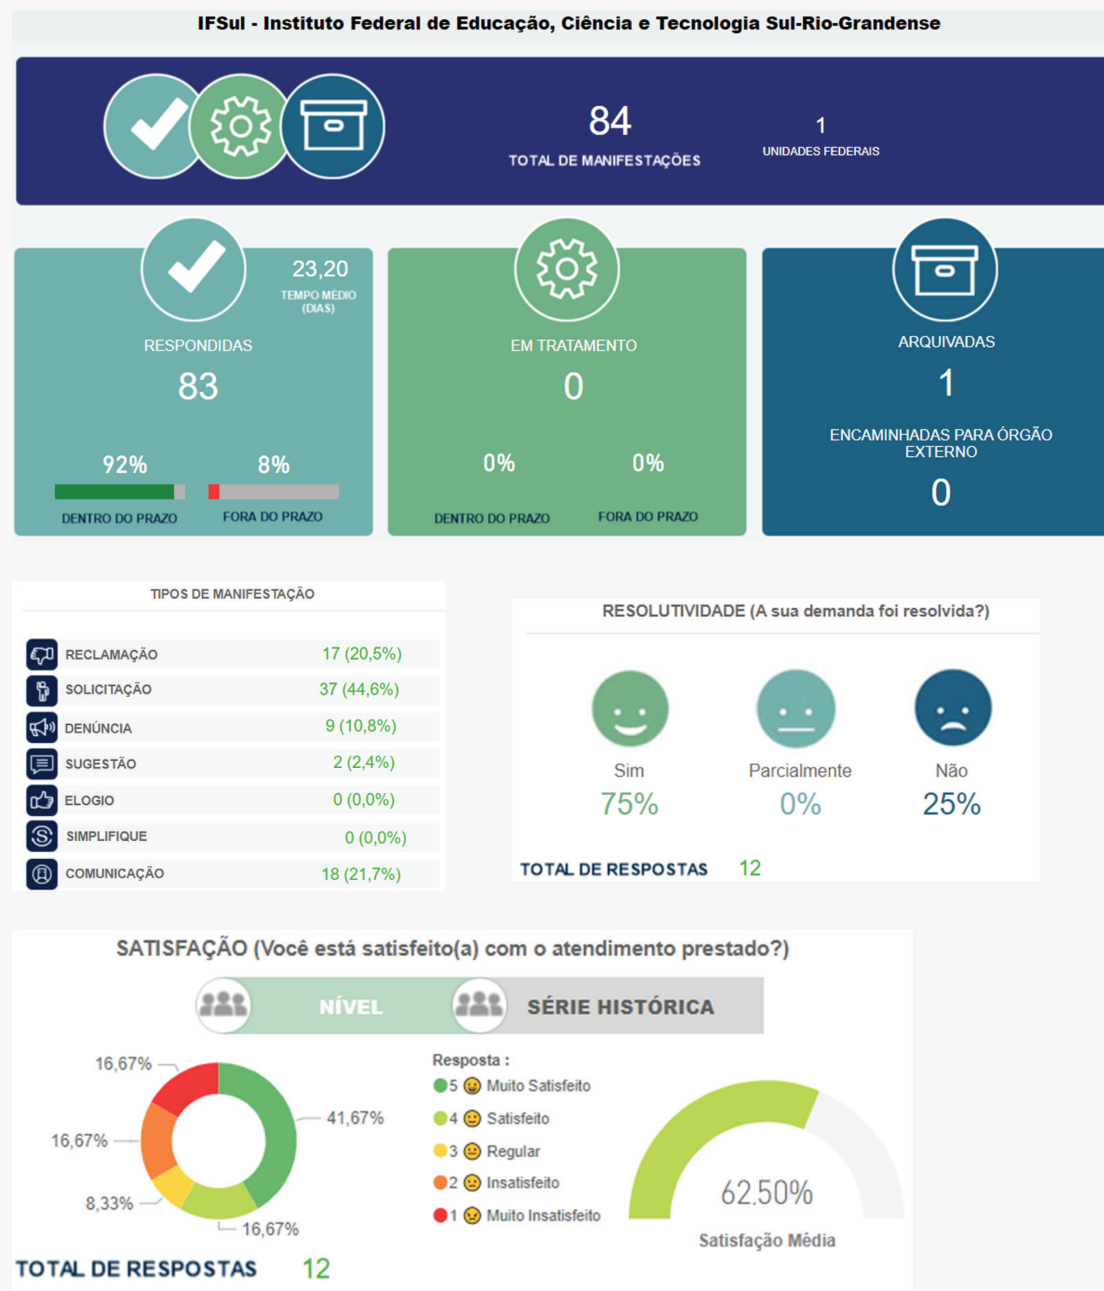 IFSul - Instituto Federal de Educação, Ciência e Tecnologia Sul-Rio-Grandense
84
TOTAL DE MANIFESTAÇÕES
1
UNIDADES FEDERAIS
23,20
TEMPO MÉDIO
(DIAS)
RESPONDIDAS
83
92%
8%
DENTRO DO PRAZO
FORA DO PRAZO
EM TRATAMENTO
0
0%
0%
DENTRO DO PRAZO
FORA DO PRAZO
ARQUIVADAS
1
ENCAMINHADAS PARA ÓRGÃO
EXTERNO
0
TIPOS DE MANIFESTAÇÃO
RECLAMAÇÃO 17 (20,5%)
SOLICITAÇÃO 37 (44,6%)
DENÚNCIA 9 (10,8%)
SUGESTÃO 2 (2,4%)
ELOGIO 0 (0,0%)
SIMPLIFIQUE 0 (0,0%)
COMUNICAÇÃO 18 (21,7%)
RESOLUTIVIDADE (A sua demanda foi resolvida?)
Sim
75%
Parcialmente
0%
Não
25%
TOTAL DE RESPOSTAS 12
SATISFAÇÃO (Você está satisfeito(a) com o atendimento prestado?)
NÍVEL
SÉRIE HISTÓRICA
16,67%
41,67%
16,67%
8,33%
16,67%
Resposta :
5 Muito Satisfeito
4 Satisfeito
3 Regular
2 Insatisfeito
1 Muito Insatisfeito
62,50%
Satisfação Média
TOTAL DE RESPOSTAS 12